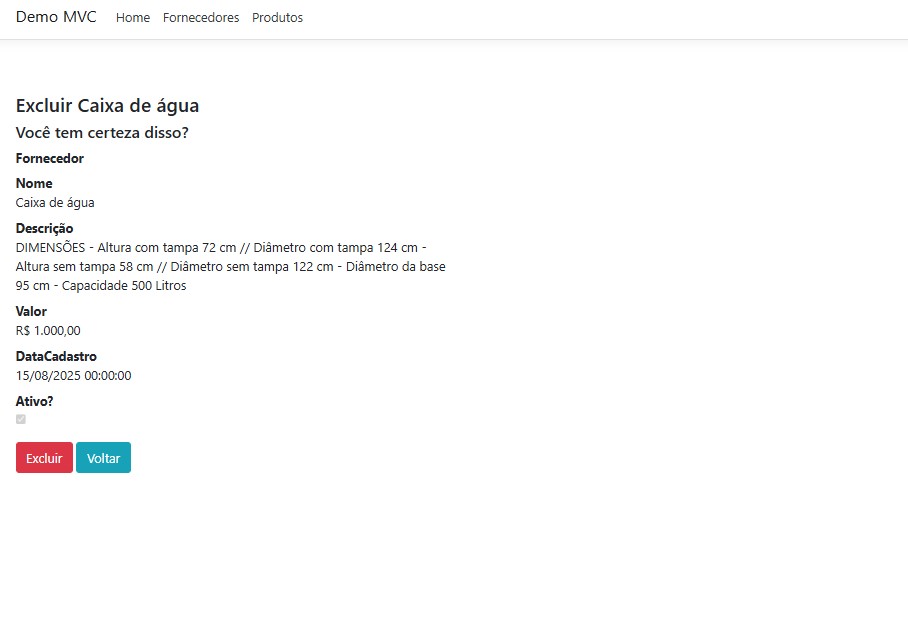 Demo MVC Home Fornecedores Produtos
Excluir Caixa de água
Você tem certeza disso?
Fornecedor
Nome
Caixa de água
Descrição
DIMENSÕES - Altura com tampa 72 cm // Diâmetro com tampa 124 cm -
Altura sem tampa 58 cm // Diâmetro sem tampa 122 cm - Diâmetro da base
95 cm - Capacidade 500 Litros
Valor
R$ 1.000,00
DataCadastro
15/08/2025 00:00:00
Ativo?
Excluir Voltar